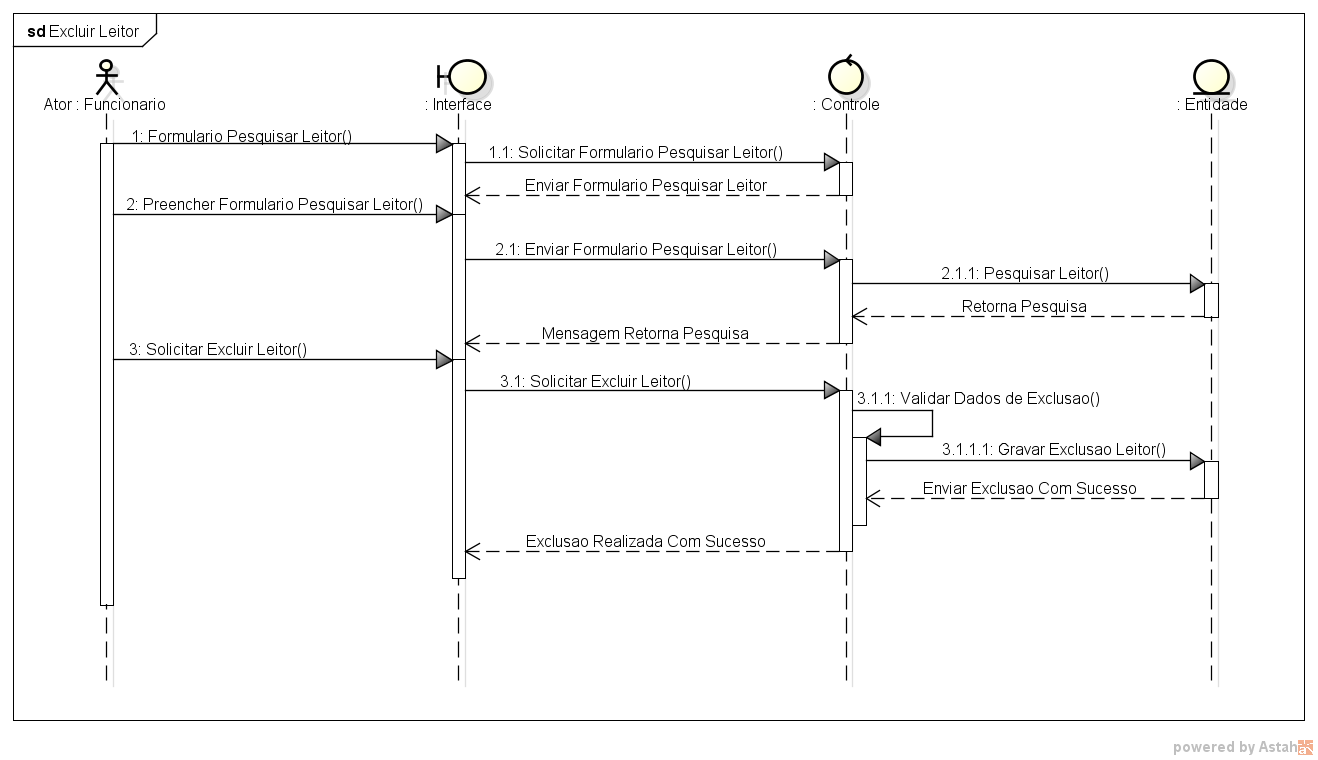 sd Excluir Leitor
Ator : Funcionario
: Interface
: Controle
: Entidade
1: Formulario Pesquisar Leitor()
1.1: Solicitar Formulario Pesquisar Leitor()
Enviar Formulario Pesquisar Leitor
2: Preencher Formulario Pesquisar Leitor()
2.1: Enviar Formulario Pesquisar Leitor()
2.1.1: Pesquisar Leitor()
Retorna Pesquisa
Mensagem Retorna Pesquisa
3: Solicitar Excluir Leitor()
3.1: Solicitar Excluir Leitor()
3.1.1: Validar Dados de Exclusao()
3.1.1.1: Gravar Exclusao Leitor()
Enviar Exclusao Com Sucesso
Exclusao Realizada Com Sucesso
powered by Astah